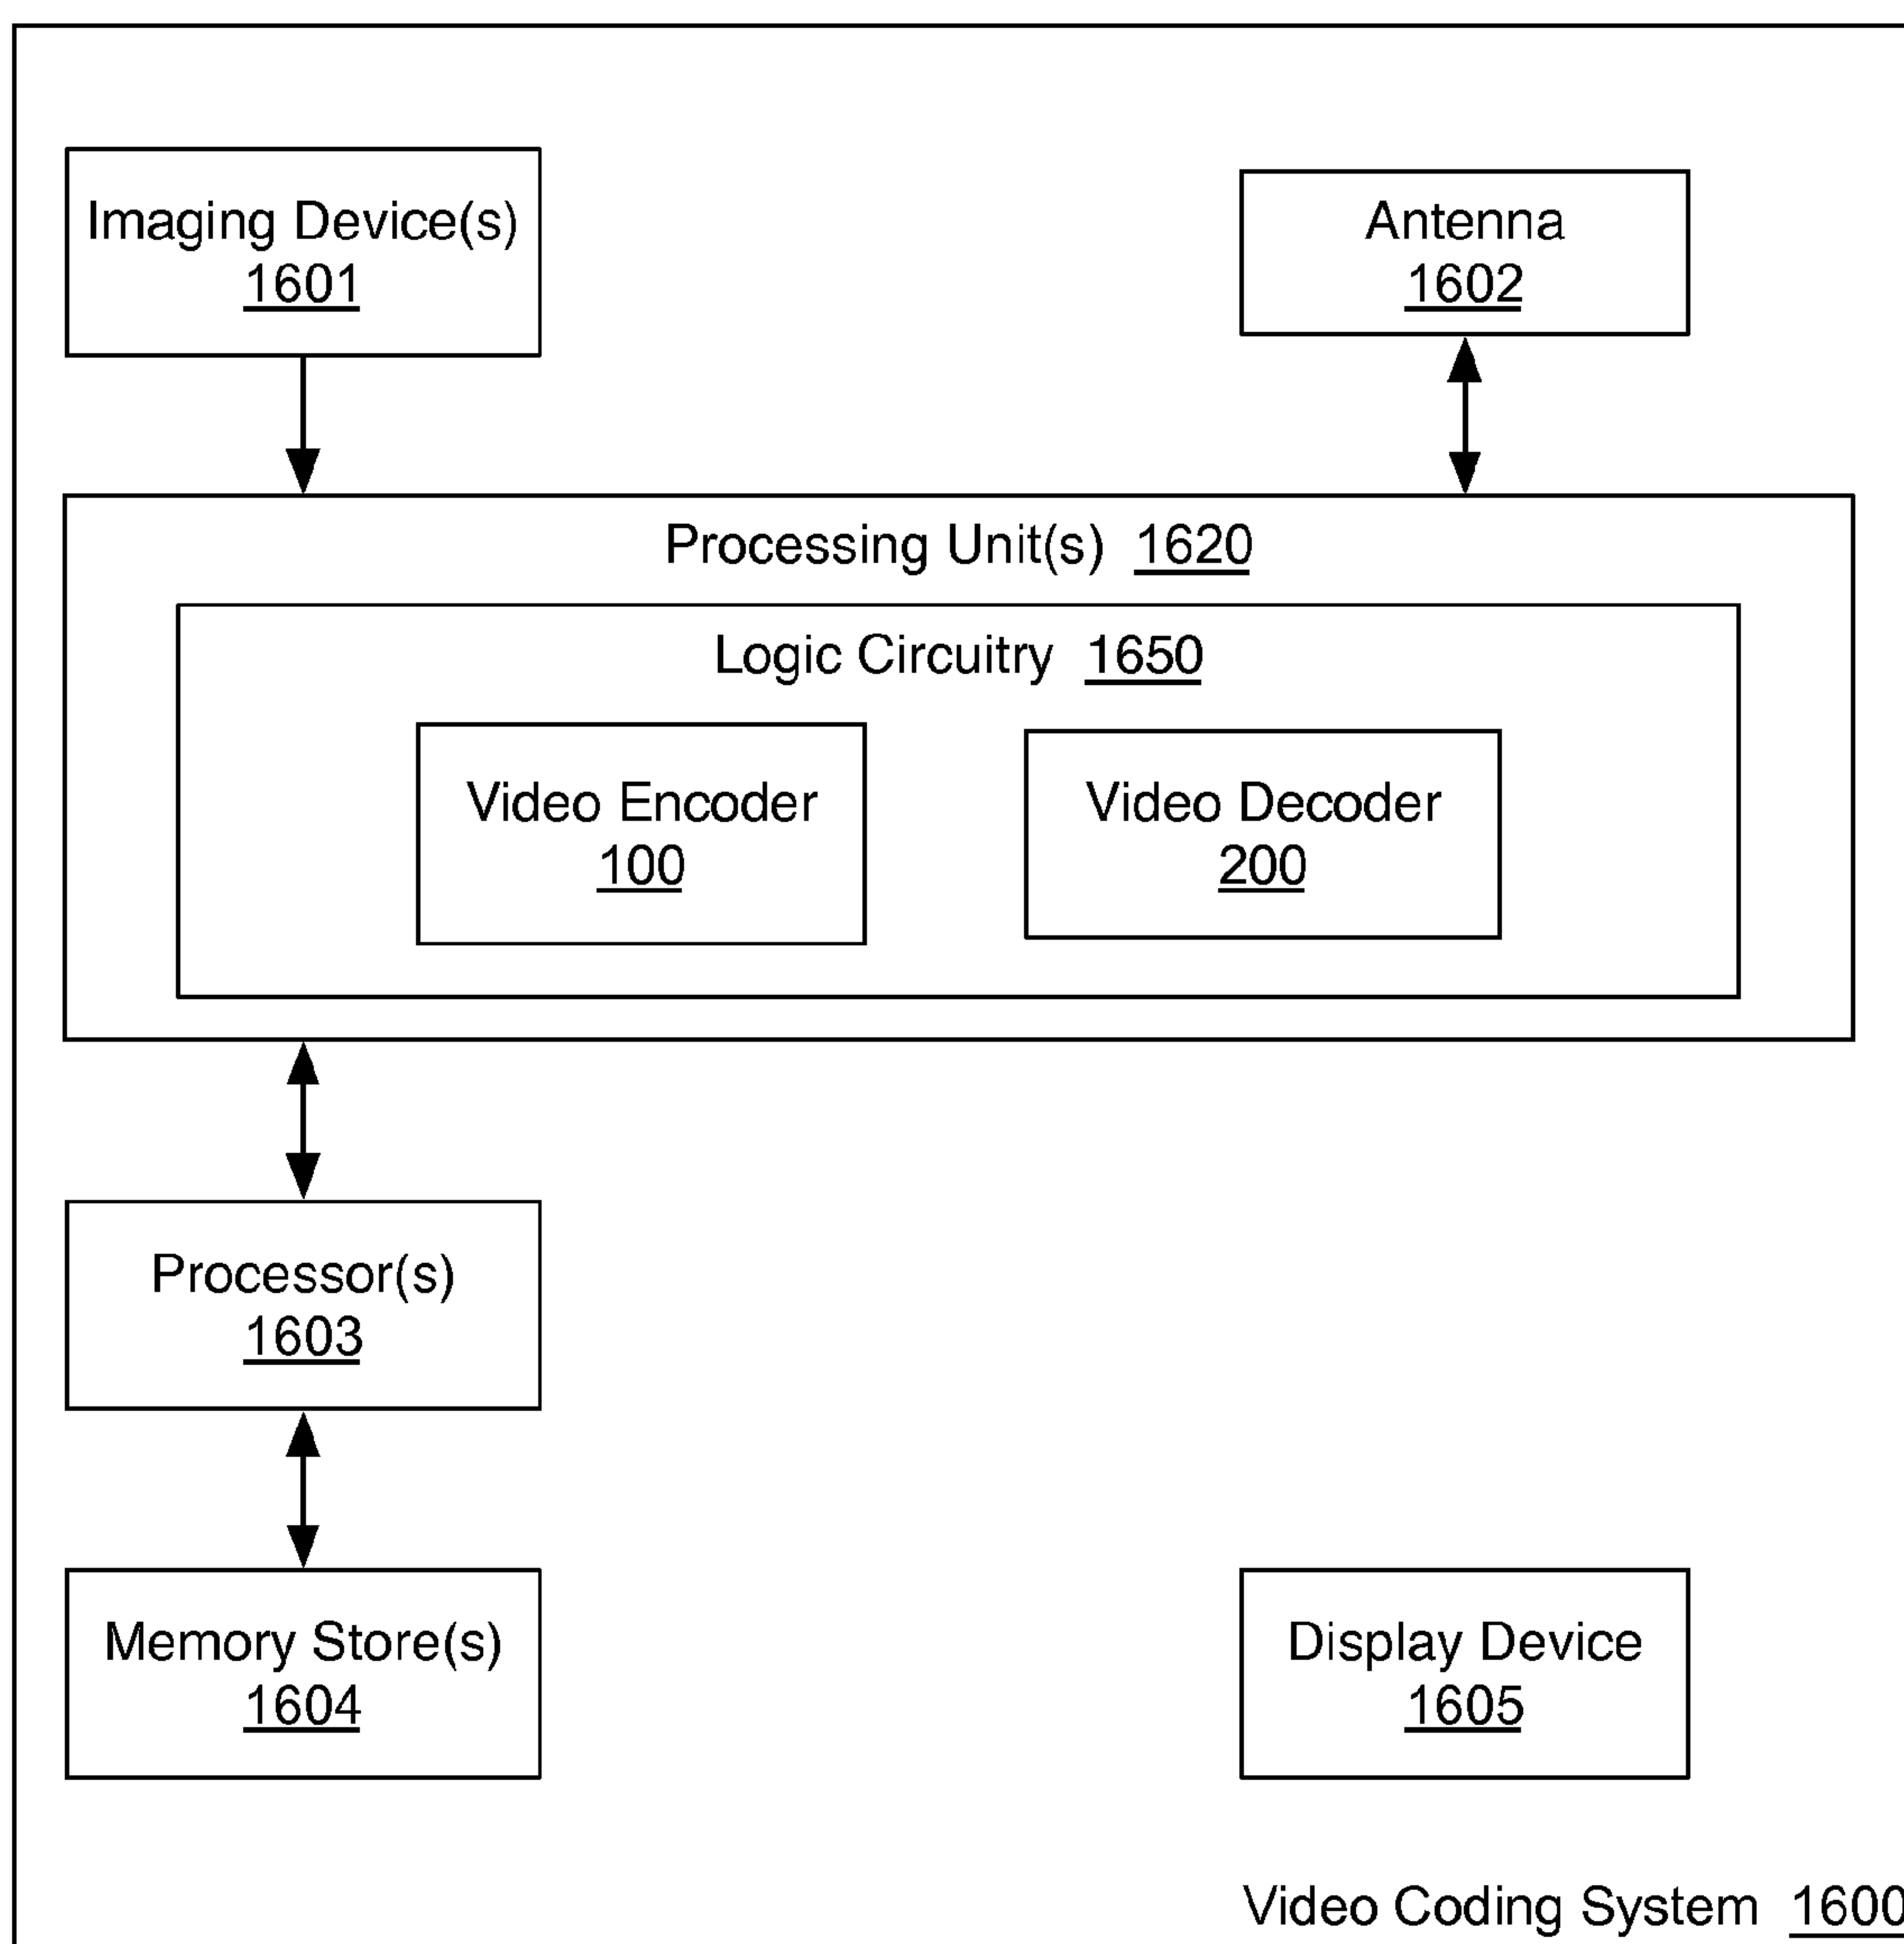 Imaging Device(s)
1601
Antenna
1602
Processing Unit(s) 1620
Logic Circuitry 1650
Video Encoder
100
Video Decoder
200
Processor(s)
1603
Memory Store(s)
1604
Display Device
1605
Video Coding System 1600